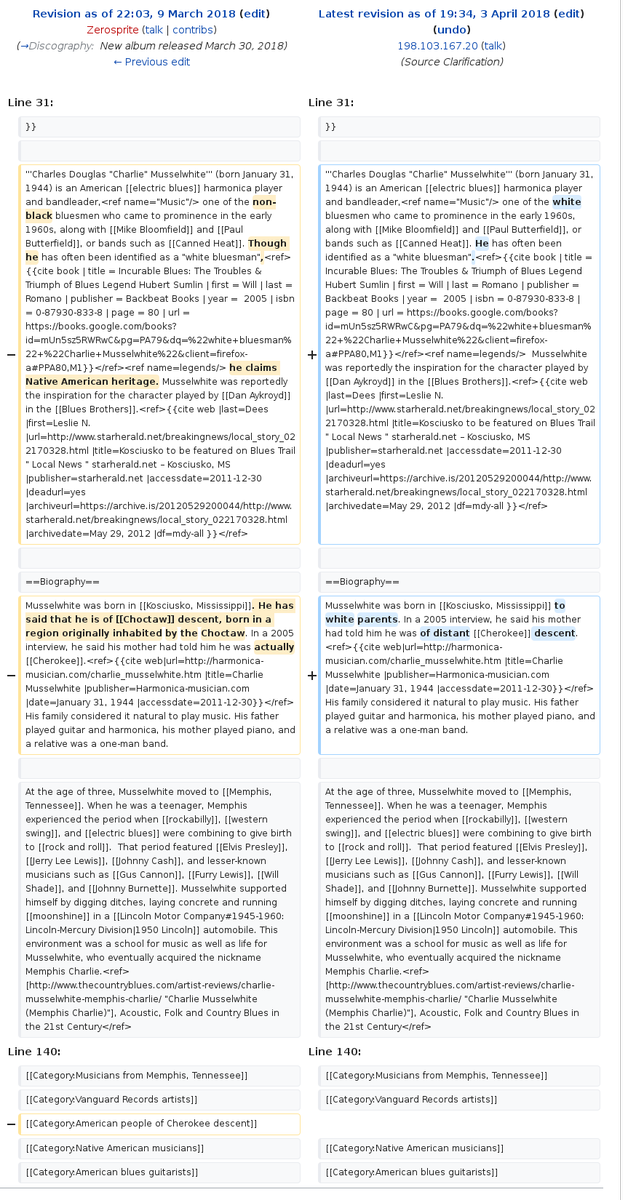 Revision as of 22:03, 9 March 2018 (edit)
Zerosprite (talk | contribs)
(→Discography: New album released March 30, 2018)
← Previous edit
Latest revision as of 19:34, 3 April 2018 (edit)
(undo)
198.103.167.20 (talk)
(Source Clarification)
Line 31:
Line 31:
}}
}}
− '''Charles Douglas "Charlie" Musselwhite''' (born January 31,
1944) is an American [[electric blues]] harmonica player
and bandleader,<ref name="Music"/> one of the non-
black bluesmen who came to prominence in the early
1960s, along with [[Mike Bloomfield]] and [[Paul
Butterfield]], or bands such as [[Canned Heat]]. Though
he has often been identified as a "white bluesman",<ref>
{{cite book | title = Incurable Blues: The Troubles &
Triumph of Blues Legend Hubert Sumlin | first = Will | last =
Romano | publisher = Backbeat Books | year =  2005 | isbn
= 0-87930-833-8 | page = 80 | url =
https://books.google.com/books?
id=mUn5sz5RWRwC&pg=PA79&dq=%22white+bluesman%
22+%22Charlie+Musselwhite%22&client=firefox-
a#PPA80,M1}}</ref><ref name=legends/> he claims
Native American heritage. Musselwhite was reportedly
the inspiration for the character played by [[Dan Aykroyd]]
in the [[Blues Brothers]].<ref>{{cite web |last=Dees
|first=Leslie N.
|url=http://www.starherald.net/breakingnews/local_story_02
2170328.html |title=Kosciusko to be featured on Blues Trail
" Local News " starherald.net – Kosciusko, MS
|publisher=starherald.net |accessdate=2011-12-30
|deadurl=yes
|archiveurl=https://archive.is/20120529200044/http://www.
starherald.net/breakingnews/local_story_022170328.html
|archivedate=May 29, 2012 |df=mdy-all }}</ref>
+ '''Charles Douglas "Charlie" Musselwhite''' (born January 31,
1944) is an American [[electric blues]] harmonica player
and bandleader,<ref name="Music"/> one of the white
bluesmen who came to prominence in the early 1960s,
along with [[Mike Bloomfield]] and [[Paul Butterfield]], or
bands such as [[Canned Heat]]. He has often been
identified as a "white bluesman".<ref>{{cite book | title =
Incurable Blues: The Troubles & Triumph of Blues Legend
Hubert Sumlin | first = Will | last = Romano | publisher =
Backbeat Books | year =  2005 | isbn = 0-87930-833-8 |
page = 80 | url = https://books.google.com/books?
id=mUn5sz5RWRwC&pg=PA79&dq=%22white+bluesman%
22+%22Charlie+Musselwhite%22&client=firefox-
a#PPA80,M1}}</ref><ref name=legends/>  Musselwhite
was reportedly the inspiration for the character played by
[[Dan Aykroyd]] in the [[Blues Brothers]].<ref>{{cite web
|last=Dees |first=Leslie N.
|url=http://www.starherald.net/breakingnews/local_story_02
2170328.html |title=Kosciusko to be featured on Blues Trail
" Local News " starherald.net – Kosciusko, MS
|publisher=starherald.net |accessdate=2011-12-30
|deadurl=yes
|archiveurl=https://archive.is/20120529200044/http://www.
starherald.net/breakingnews/local_story_022170328.html
|archivedate=May 29, 2012 |df=mdy-all }}</ref>
==Biography==
==Biography==
− Musselwhite was born in [[Kosciusko, Mississippi]]. He has
said that he is of [[Choctaw]] descent, born in a
region originally inhabited by the Choctaw. In a 2005
interview, he said his mother had told him he was actually
[[Cherokee]].<ref>{{cite web|url=http://harmonica-
musician.com/charlie_musselwhite.htm |title=Charlie
Musselwhite |publisher=Harmonica-musician.com
|date=January 31, 1944 |accessdate=2011-12-30}}</ref>
His family considered it natural to play music. His father
played guitar and harmonica, his mother played piano, and
a relative was a one-man band.
+ Musselwhite was born in [[Kosciusko, Mississippi]] to
white parents. In a 2005 interview, he said his mother
had told him he was of distant [[Cherokee]] descent.
<ref>{{cite web|url=http://harmonica-
musician.com/charlie_musselwhite.htm |title=Charlie
Musselwhite |publisher=Harmonica-musician.com
|date=January 31, 1944 |accessdate=2011-12-30}}</ref>
His family considered it natural to play music. His father
played guitar and harmonica, his mother played piano, and
a relative was a one-man band.
At the age of three, Musselwhite moved to [[Memphis,
Tennessee]]. When he was a teenager, Memphis
experienced the period when [[rockabilly]], [[western
swing]], and [[electric blues]] were combining to give birth
to [[rock and roll]].  That period featured [[Elvis Presley]],
[[Jerry Lee Lewis]], [[Johnny Cash]], and lesser-known
musicians such as [[Gus Cannon]], [[Furry Lewis]], [[Will
Shade]], and [[Johnny Burnette]]. Musselwhite supported
himself by digging ditches, laying concrete and running
[[moonshine]] in a [[Lincoln Motor Company#1945-1960:
Lincoln-Mercury Division|1950 Lincoln]] automobile. This
environment was a school for music as well as life for
Musselwhite, who eventually acquired the nickname
Memphis Charlie.<ref>
[http://www.thecountryblues.com/artist-reviews/charlie-
musselwhite-memphis-charlie/ "Charlie Musselwhite
(Memphis Charlie)"], Acoustic, Folk and Country Blues in
the 21st Century</ref>
At the age of three, Musselwhite moved to [[Memphis,
Tennessee]]. When he was a teenager, Memphis
experienced the period when [[rockabilly]], [[western
swing]], and [[electric blues]] were combining to give birth
to [[rock and roll]].  That period featured [[Elvis Presley]],
[[Jerry Lee Lewis]], [[Johnny Cash]], and lesser-known
musicians such as [[Gus Cannon]], [[Furry Lewis]], [[Will
Shade]], and [[Johnny Burnette]]. Musselwhite supported
himself by digging ditches, laying concrete and running
[[moonshine]] in a [[Lincoln Motor Company#1945-1960:
Lincoln-Mercury Division|1950 Lincoln]] automobile. This
environment was a school for music as well as life for
Musselwhite, who eventually acquired the nickname
Memphis Charlie.<ref>
[http://www.thecountryblues.com/artist-reviews/charlie-
musselwhite-memphis-charlie/ "Charlie Musselwhite
(Memphis Charlie)"], Acoustic, Folk and Country Blues in
the 21st Century</ref>
Line 140:
Line 140:
[[Category:Musicians from Memphis, Tennessee]]
[[Category:Musicians from Memphis, Tennessee]]
[[Category:Vanguard Records artists]]
[[Category:Vanguard Records artists]]
− [[Category:American people of Cherokee descent]]
[[Category:Native American musicians]]
[[Category:Native American musicians]]
[[Category:American blues guitarists]]
[[Category:American blues guitarists]]